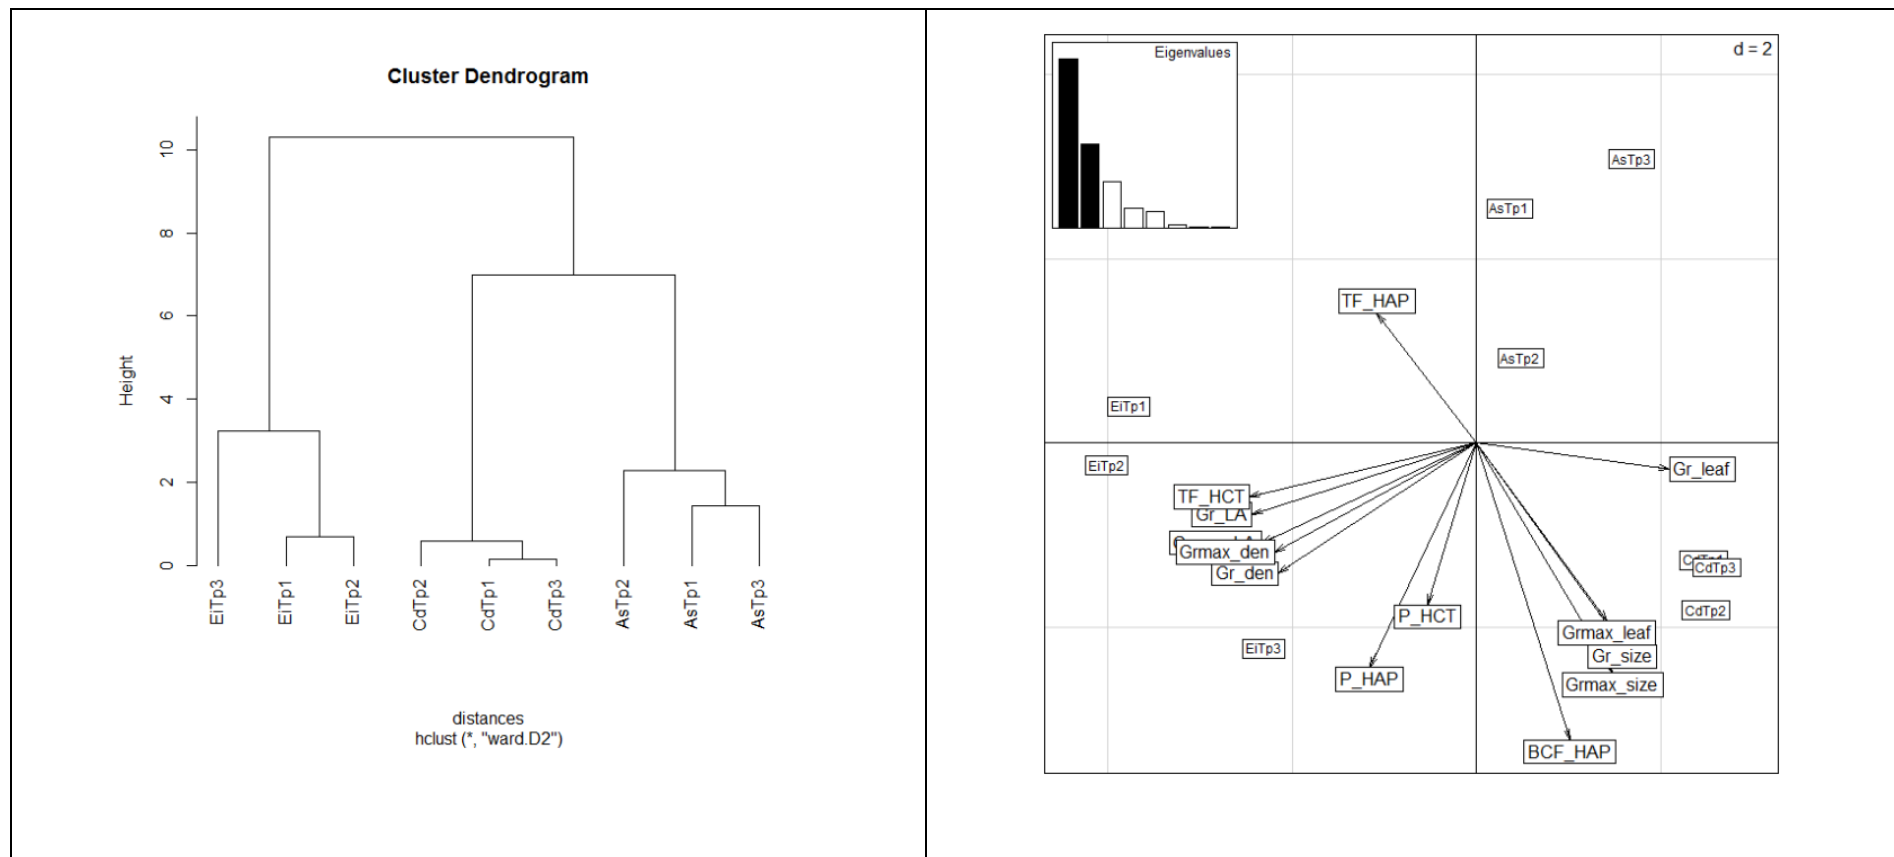 Cluster Dendrogram
Height
10
8
6
4
2
0
EiTp3
EiTp1
EiTp2
CdTp2
CdTp1
CdTp3
AsTp2
AsTp1
AsTp3
distances
hclust (*, "ward.D2")
Eigenvalues
d = 2
AsTp3
AsTp1
TF_HAP
AsTp2
EiTp1
EiTp2
Gr_leaf
TF_HCT
Gr_LA
Grmax_den
Gr_den
CdTp3
CdTp2
P_HCT
Grmax_leaf
EiTp3
Gr_size
P_HAP
Grmax_size
BCF_HAP